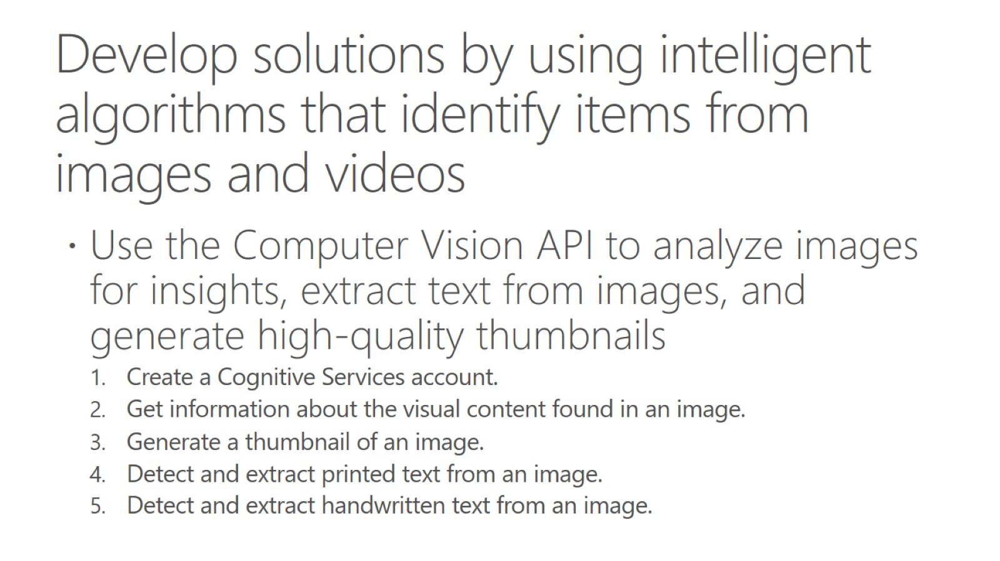 Develop solutions by using intelligent
algorithms that identify items from
images and videos
• Use the Computer Vision API to analyze images
for insights, extract text from images, and
generate high-quality thumbnails
1. Create a Cognitive Services account.
2. Get information about the visual content found in an image.
3. Generate a thumbnail of an image.
4. Detect and extract printed text from an image.
5. Detect and extract handwritten text from an image.